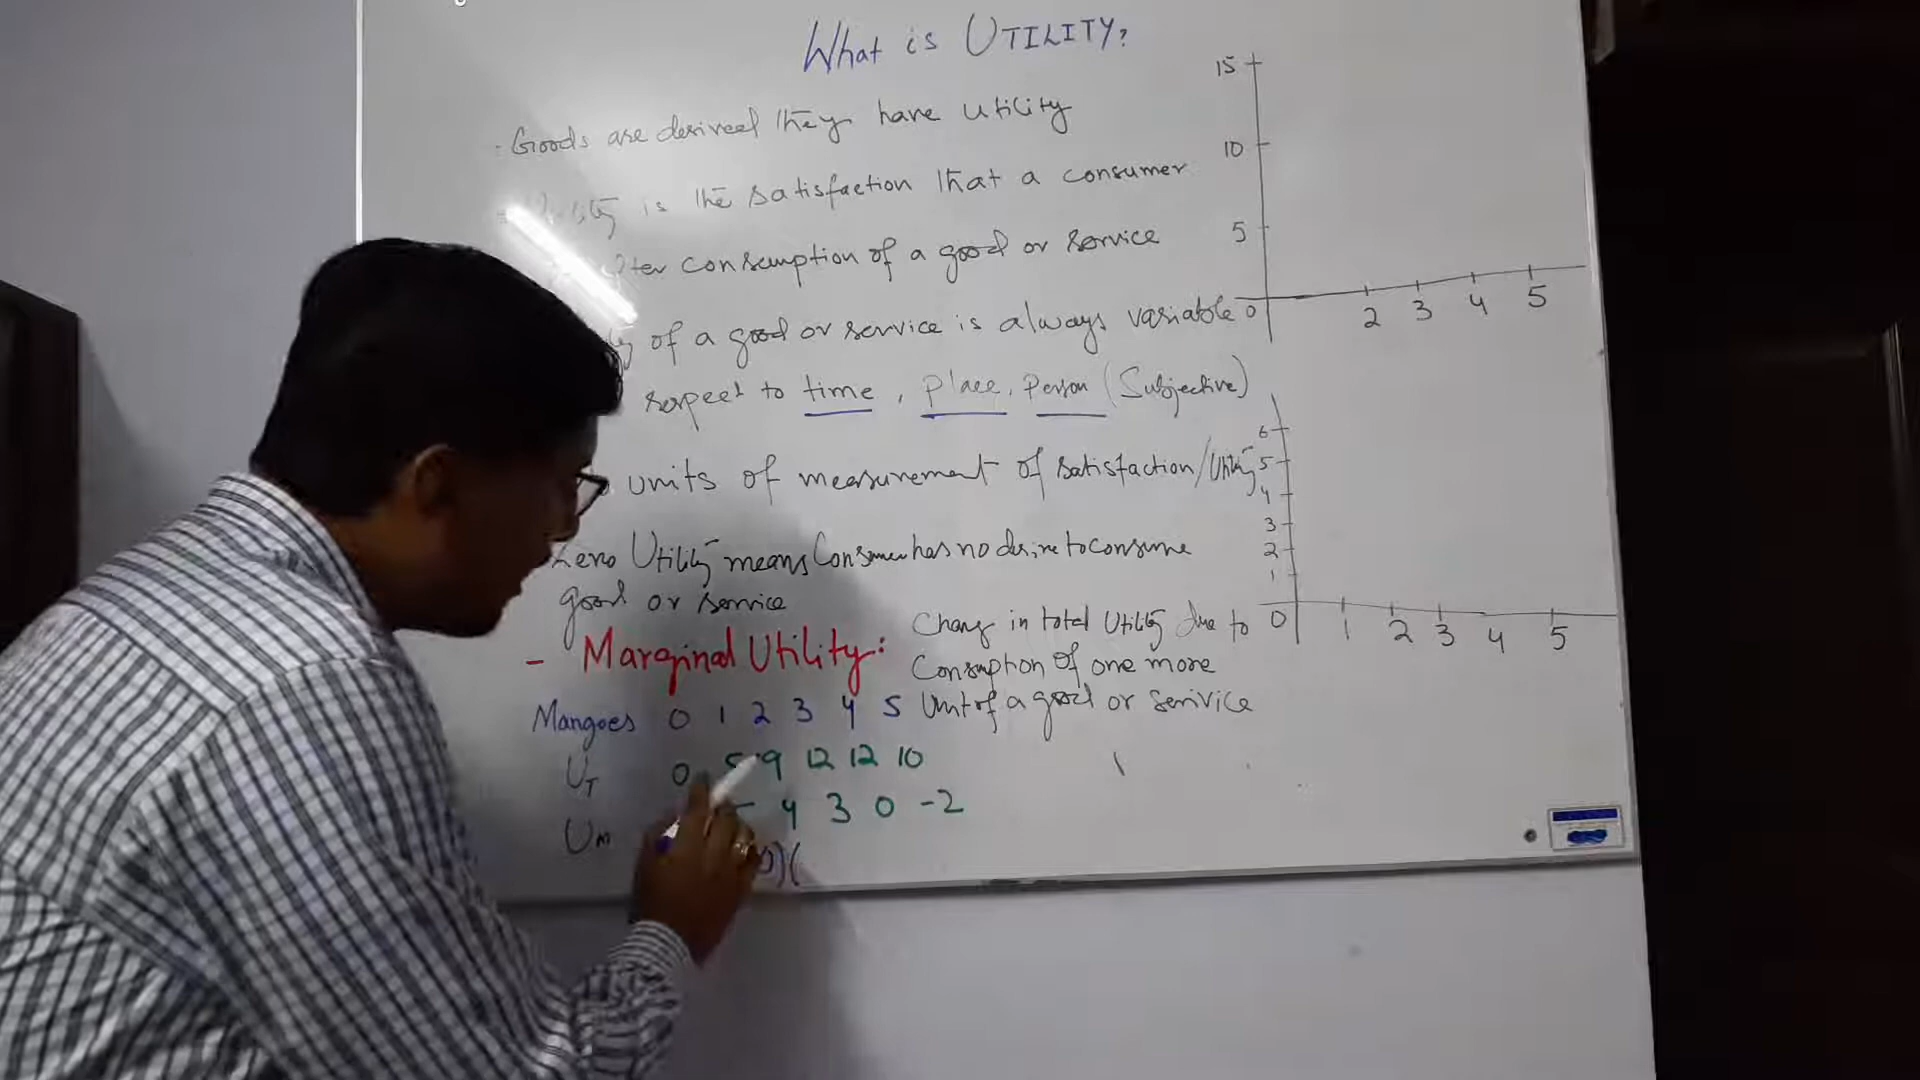 What is UTILITY?
- Goods are desired they have utility
is the satisfaction that a consumer
consumption of a good or service
of a good or service is always variable
respect to time, place, person (Subjective)
units of measurement of satisfaction/Utility
Zero Utility means Consumer has no desire to consume
good or service
- Marginal Utility:
Chang in total Utility due to
Consuption of one more
Unit of a good or serivice
Mangoes 0 1 2 3 4 5
UT 0 5 9 12 12 10
UM 4 3 0 -2
15
10
5
0 2 3 4 5
6
5
4
3
2
1
0 1 2 3 4 5